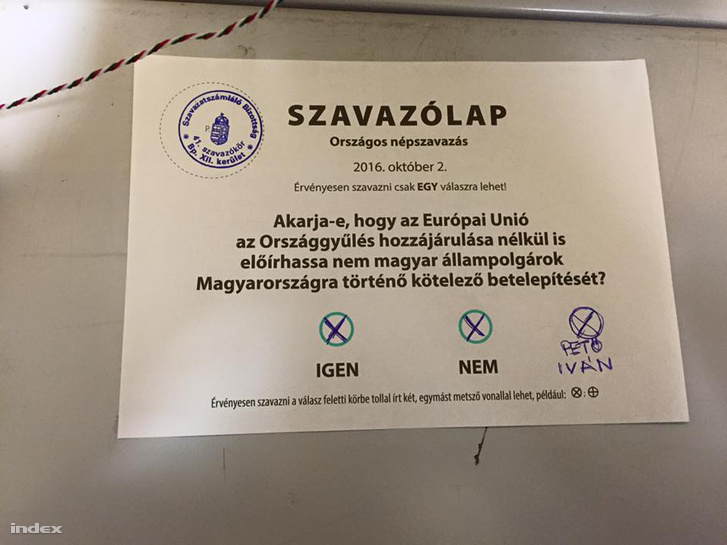 Szavazatszámláló Bizottság
P.H.
41. szavazókör
Bp. XII. kerület
SZAVAZÓLAP
Országos népszavazás
2016. október 2.
Érvényesen szavazni csak EGY válaszra lehet!
Akarja-e, hogy az Európai Unió
az Országgyűlés hozzájárulása nélkül is
előírhassa nem magyar állampolgárok
Magyarországra történő kötelező betelepítését?
IGEN
NEM
PETŐ
IVÁN
Érvényesen szavazni a válasz feletti körbe tollal írt két, egymást metsző vonallal lehet, például: ⊗; ⊕
index